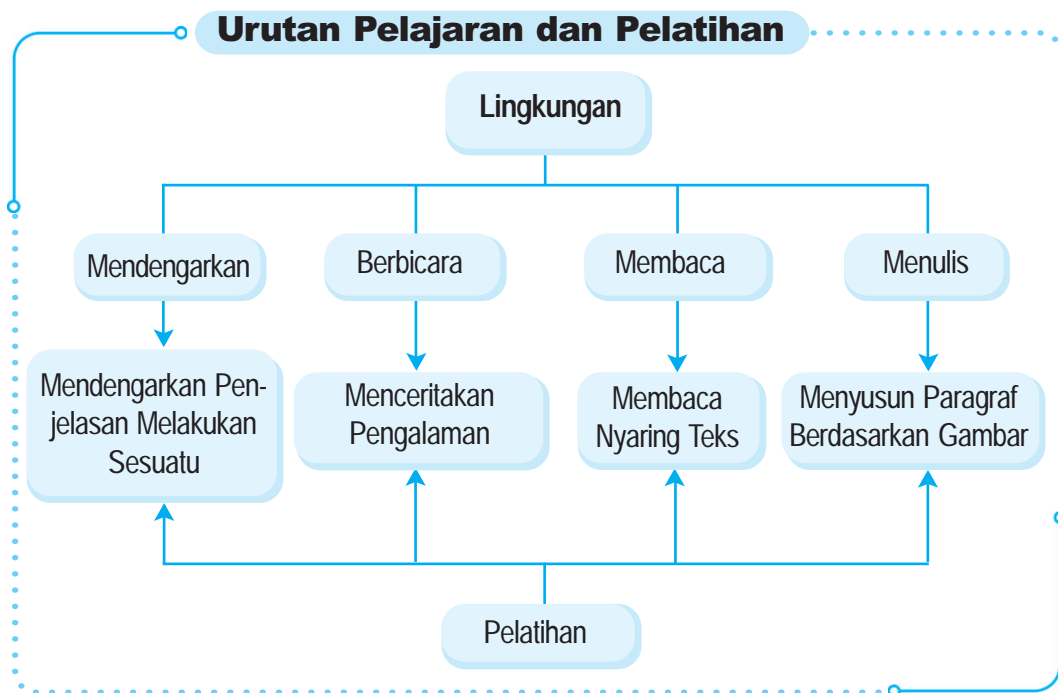 Urutan Pelajaran dan Pelatihan
Lingkungan
Mendengarkan
Berbicara
Membaca
Menulis
Mendengarkan Pen-
jelasan Melakukan
Sesuatu
Menceritakan
Pengalaman
Membaca
Nyaring Teks
Menyusun Paragraf
Berdasarkan Gambar
Pelatihan